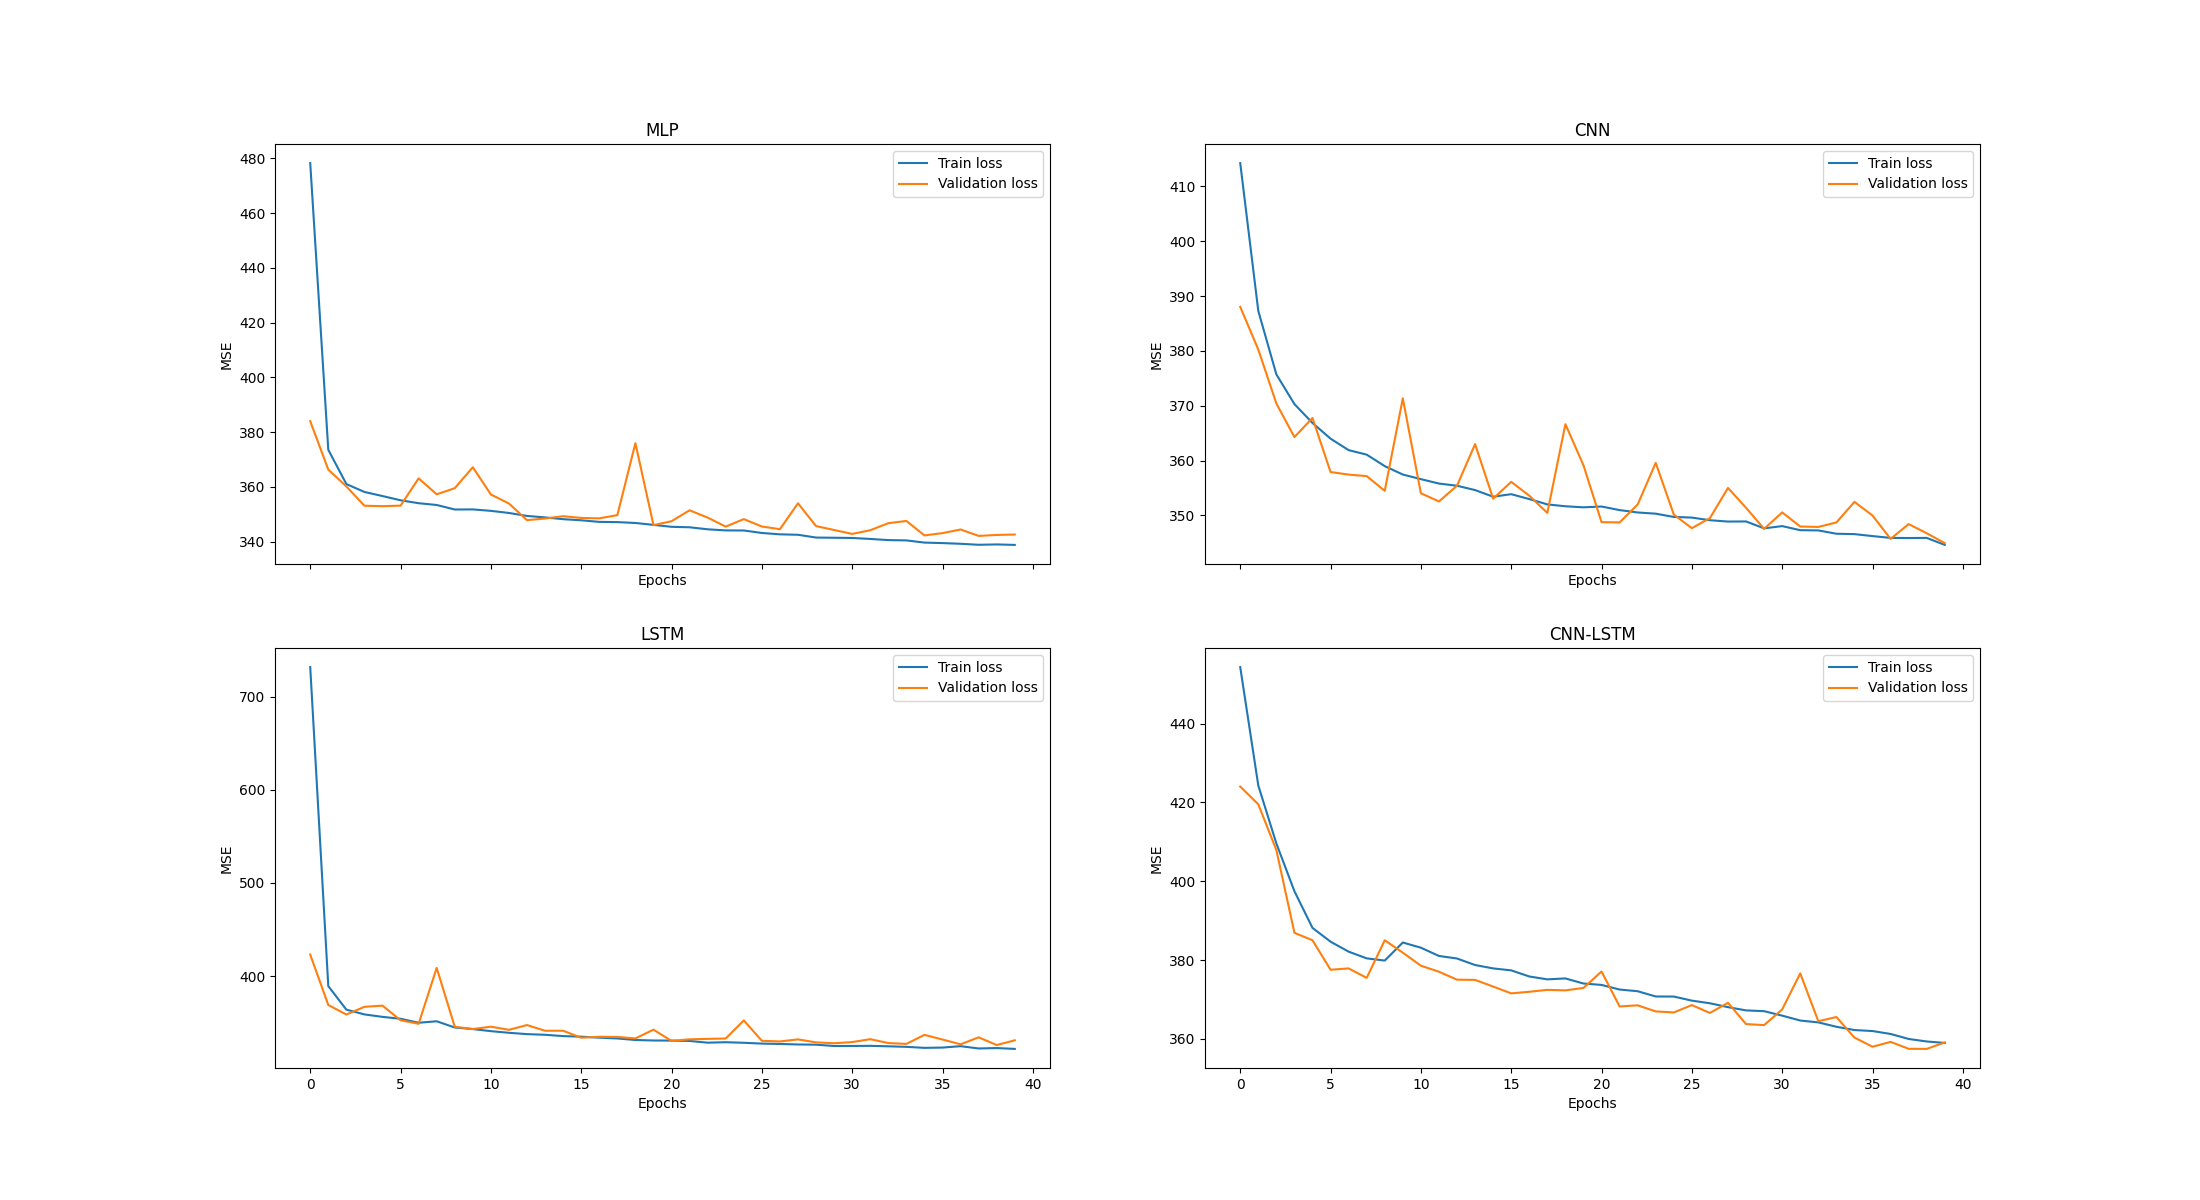 MLP
480
460
440
420
400
380
360
340
MSE
Train loss
Validation loss
Epochs
CNN
410
400
390
380
370
360
350
MSE
Train loss
Validation loss
Epochs
LSTM
700
600
500
400
MSE
Train loss
Validation loss
0 5 10 15 20 25 30 35 40
Epochs
CNN-LSTM
440
420
400
380
360
MSE
Train loss
Validation loss
0 5 10 15 20 25 30 35 40
Epochs